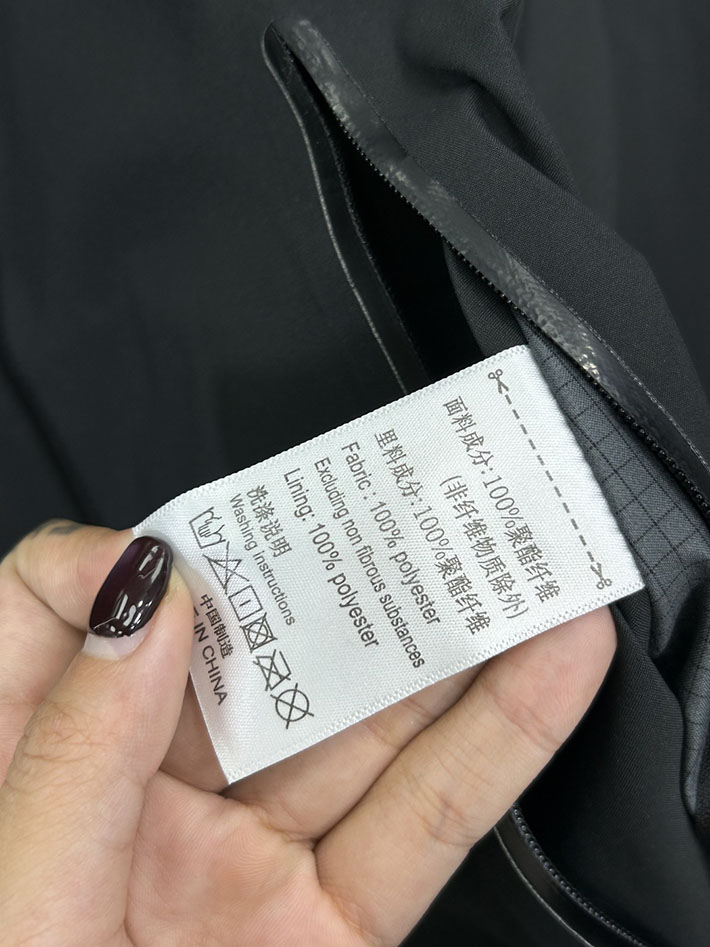 面料成分:100%聚酯纤维
(非纤维物质除外)
里料成分:100%聚酯纤维
Fabric: 100% polyester
Excluding non fibrous substances
Lining: 100% polyester
洗涤说明
Washing instructions
中国制造
IN CHINA